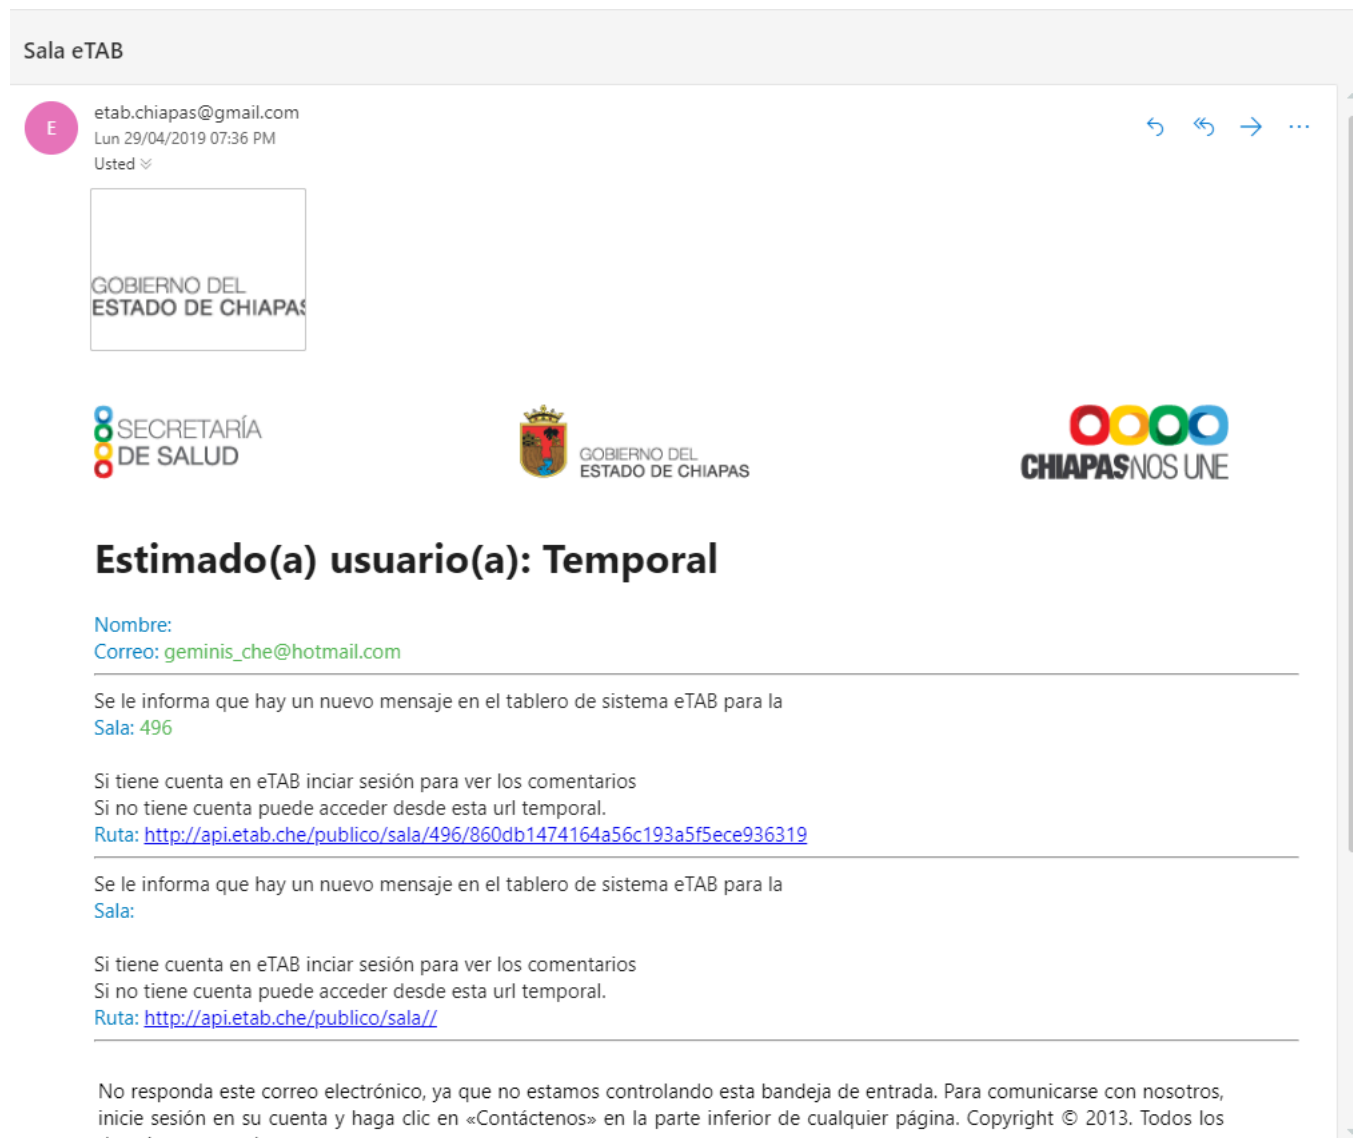 Sala eTAB
E
etab.chiapas@gmail.com
Lun 29/04/2019 07:36 PM
Usted
GOBIERNO DEL
ESTADO DE CHIAPAS
SECRETARÍA
DE SALUD
GOBIERNO DEL
ESTADO DE CHIAPAS
CHIAPASNOS UNE
Estimado(a) usuario(a): Temporal
Nombre:
Correo: geminis_che@hotmail.com
Se le informa que hay un nuevo mensaje en el tablero de sistema eTAB para la
Sala: 496
Si tiene cuenta en eTAB inciar sesión para ver los comentarios
Si no tiene cuenta puede acceder desde esta url temporal.
Ruta: http://api.etab.che/publico/sala/496/860db1474164a56c193a5f5ece936319
Se le informa que hay un nuevo mensaje en el tablero de sistema eTAB para la
Sala:
Si tiene cuenta en eTAB inciar sesión para ver los comentarios
Si no tiene cuenta puede acceder desde esta url temporal.
Ruta: http://api.etab.che/publico/sala//
No responda este correo electrónico, ya que no estamos controlando esta bandeja de entrada. Para comunicarse con nosotros,
inicie sesión en su cuenta y haga clic en «Contáctenos» en la parte inferior de cualquier página. Copyright © 2013. Todos los